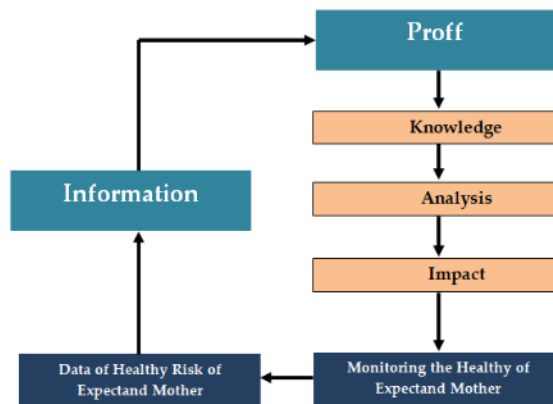 Proff
Knowledge
Information
Analysis
Impact
Data of Healthy Risk of
Expectand Mother
Monitoring the Healthy of
Expectand Mother